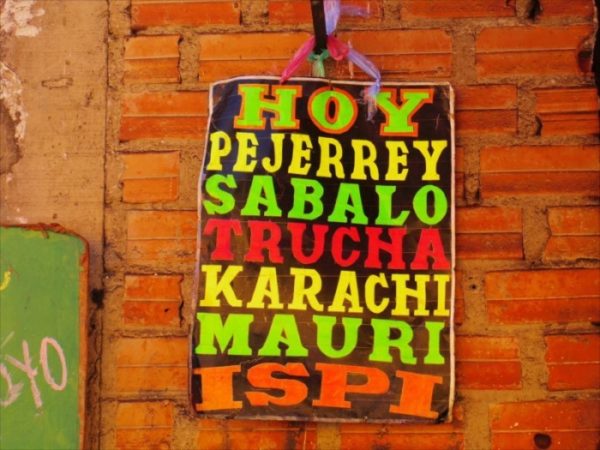 HOY
PEJERREY
SABALO
TRUCHA
KARACHI
MAURI
ISPI